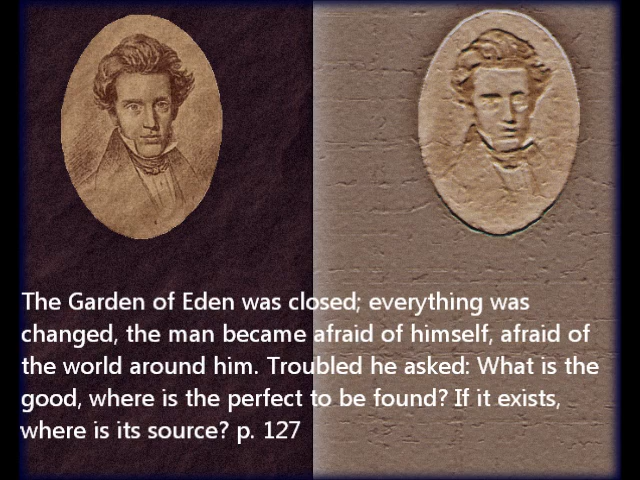 The Garden of Eden was closed; everything was
changed, the man became afraid of himself, afraid of
the world around him. Troubled he asked: What is the
good, where is the perfect to be found? If it exists,
where is its source? p. 127